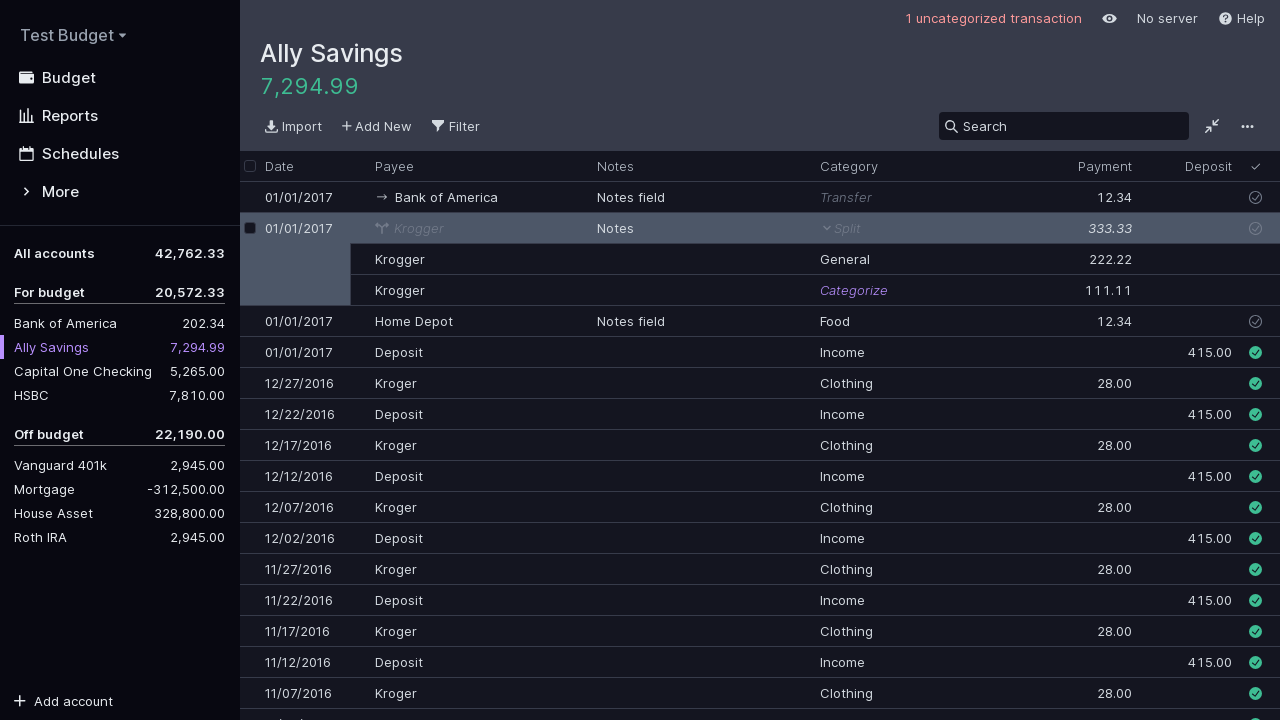 Test Budget
Budget
Reports
Schedules
More
All accounts 42,762.33
For budget 20,572.33
Bank of America 202.34
Ally Savings 7,294.99
Capital One Checking 5,265.00
HSBC 7,810.00
Off budget 22,190.00
Vanguard 401k 2,945.00
Mortgage -312,500.00
House Asset 328,800.00
Roth IRA 2,945.00
Add account
1 uncategorized transaction No server Help
Ally Savings
7,294.99
Import Add New Filter Search
Date Payee Notes Category Payment Deposit
01/01/2017 Bank of America Notes field Transfer 12.34
01/01/2017 Krogger Notes Split 333.33
Krogger General 222.22
Krogger Categorize 111.11
01/01/2017 Home Depot Notes field Food 12.34
01/01/2017 Deposit Income 415.00
12/27/2016 Kroger Clothing 28.00
12/22/2016 Deposit Income 415.00
12/17/2016 Kroger Clothing 28.00
12/12/2016 Deposit Income 415.00
12/07/2016 Kroger Clothing 28.00
12/02/2016 Deposit Income 415.00
11/27/2016 Kroger Clothing 28.00
11/22/2016 Deposit Income 415.00
11/17/2016 Kroger Clothing 28.00
11/12/2016 Deposit Income 415.00
11/07/2016 Kroger Clothing 28.00